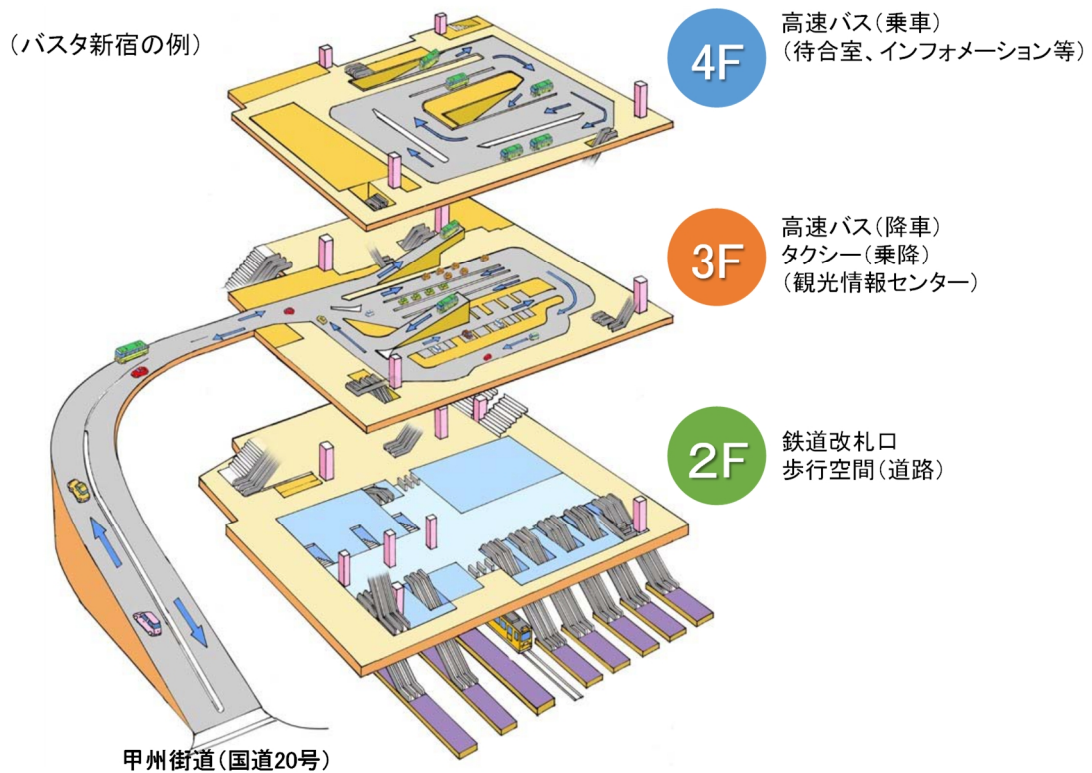 （バスタ新宿の例）
4F
高速バス（乗車）
（待合室、インフォメーション等）
3F
高速バス（降車）
タクシー（乗降）
（観光情報センター）
2F
鉄道改札口
歩行空間（道路）
甲州街道（国道20号）